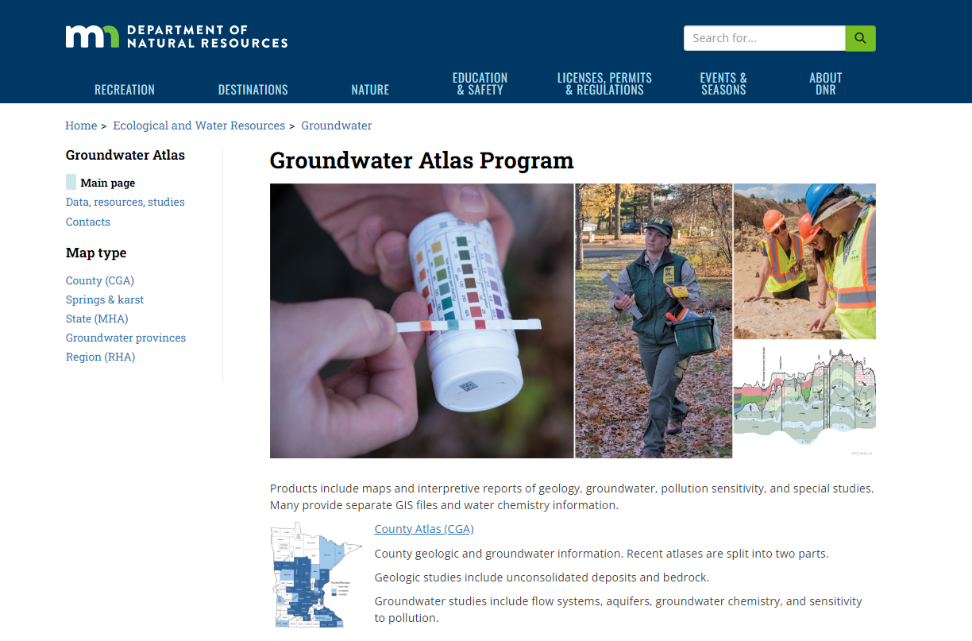 mn DEPARTMENT OF
NATURAL RESOURCES
Search for...
RECREATION
DESTINATIONS
NATURE
EDUCATION
& SAFETY
LICENSES, PERMITS
& REGULATIONS
EVENTS &
SEASONS
ABOUT
DNR
Home > Ecological and Water Resources > Groundwater
Groundwater Atlas
Main page
Data, resources, studies
Contacts
Map type
County (CGA)
Springs & karst
State (MHA)
Groundwater provinces
Region (RHA)
Groundwater Atlas Program
Products include maps and interpretive reports of geology, groundwater, pollution sensitivity, and special studies.
Many provide separate GIS files and water chemistry information.
County Atlas (CGA)
County geologic and groundwater information. Recent atlases are split into two parts.
Geologic studies include unconsolidated deposits and bedrock.
Groundwater studies include flow systems, aquifers, groundwater chemistry, and sensitivity
to pollution.